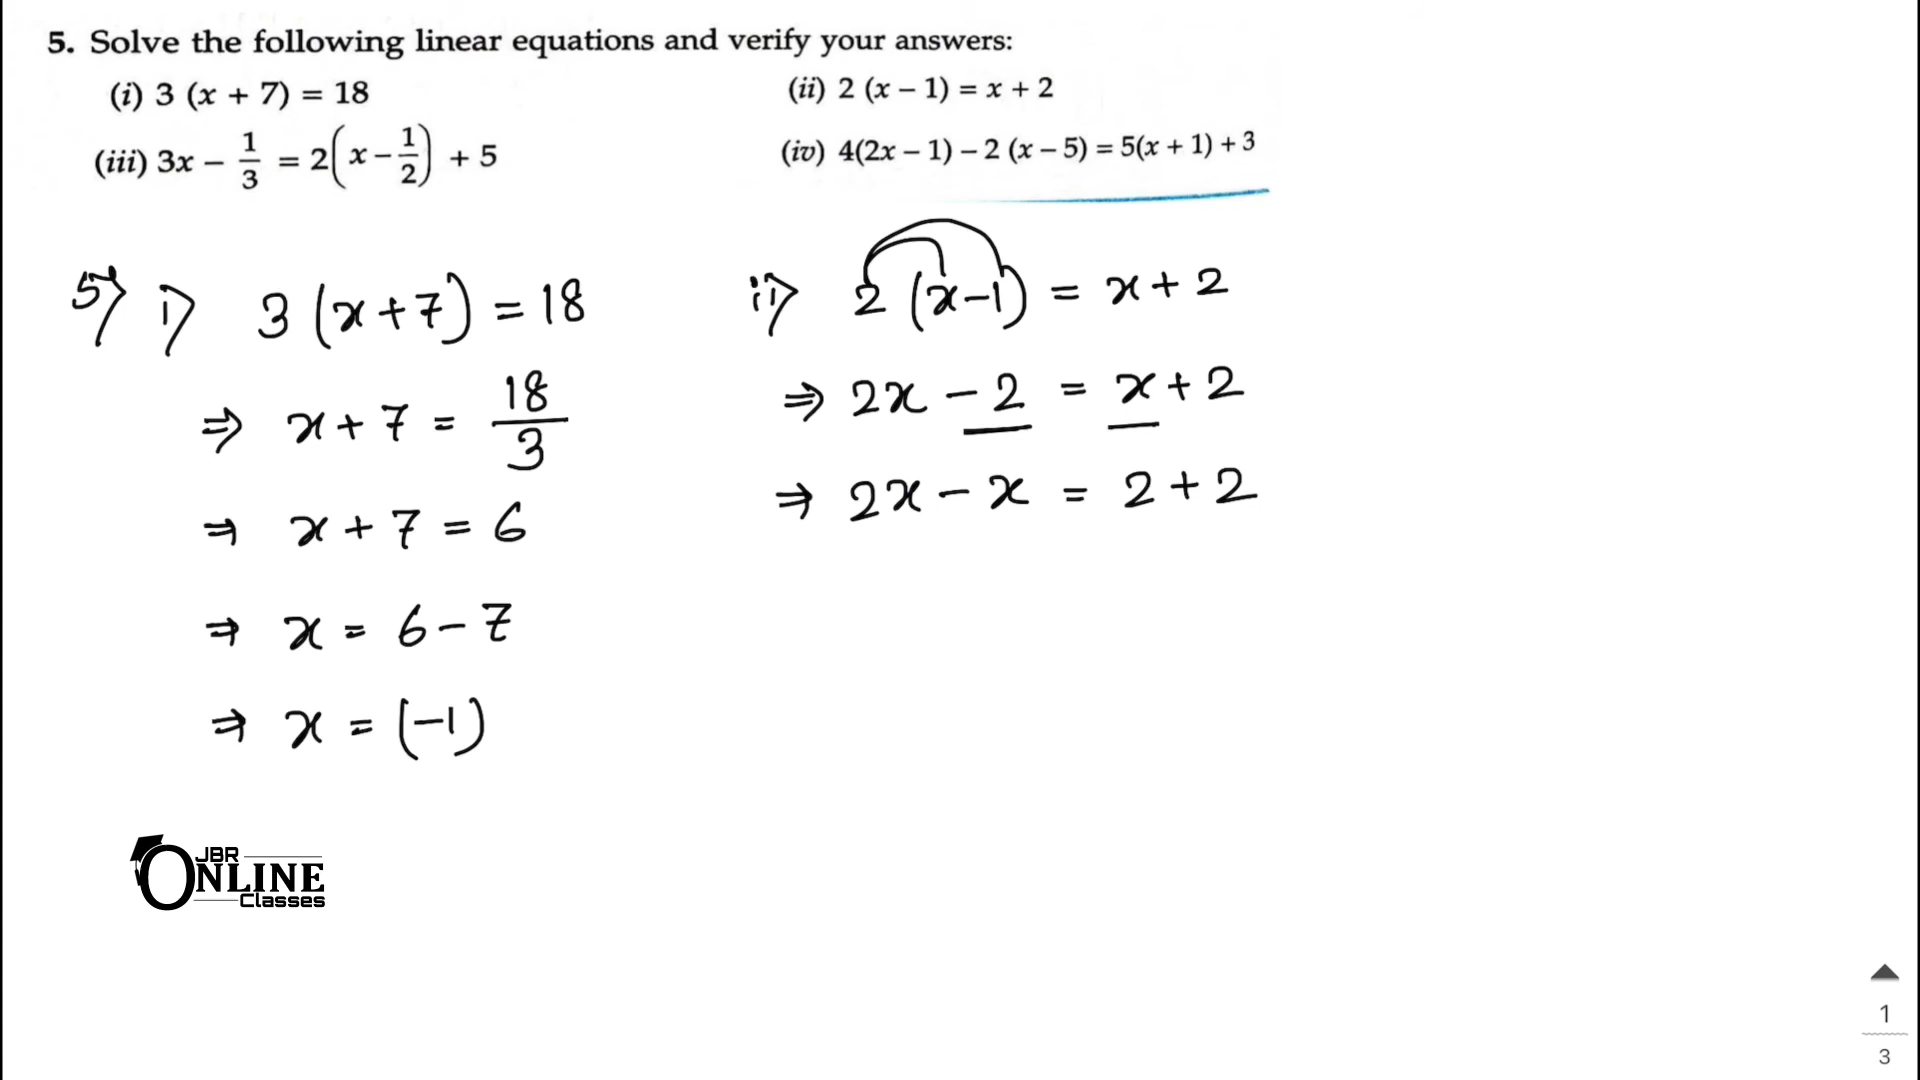 5. Solve the following linear equations and verify your answers:
(i) 3 (x + 7) = 18
(ii) 2 (x – 1) = x + 2
(iii) 3x – 1/3 = 2(x – 1/2) + 5
(iv) 4(2x – 1) – 2 (x – 5) = 5(x + 1) + 3
5) i) 3 (x+7) = 18
⇒ x + 7 = 18/3
⇒ x + 7 = 6
⇒ x = 6 – 7
⇒ x = (–1)
ii) 2 (x–1) = x + 2
⇒ 2x – 2 = x + 2
⇒ 2x – x = 2 + 2
JBR
ONLINE
Classes
1
3